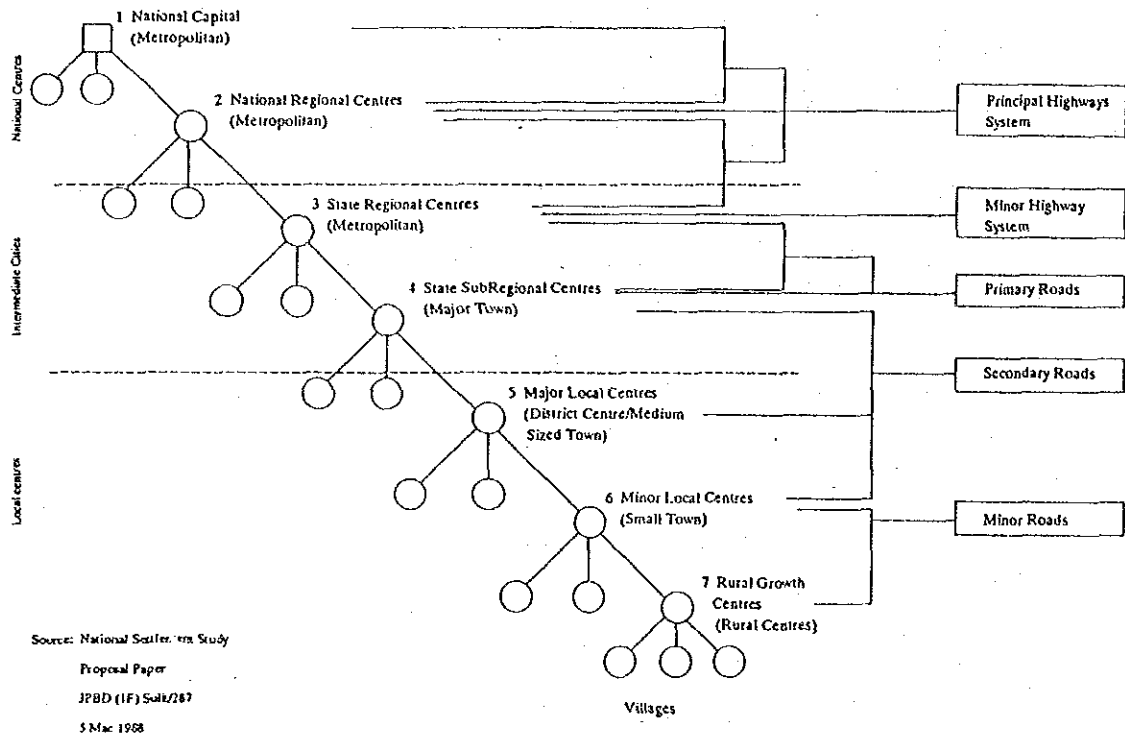 1 National Capital
(Metropolitan)
National Centres
2 National Regional Centres
(Metropolitan)
Principal Highways
System
3 State Regional Centres
(Metropolitan)
Minor Highway
System
Intermediate Cities
4 State SubRegional Centres
(Major Town)
Primary Roads
Secondary Roads
5 Major Local Centres
(District Centre/Medium
Sized Town)
Local centres
6 Minor Local Centres
(Small Town)
Minor Roads
7 Rural Growth
Centres
(Rural Centres)
Villages
Source: National Study
Proposal Paper
JPBD (IF)
5 Mac 1988